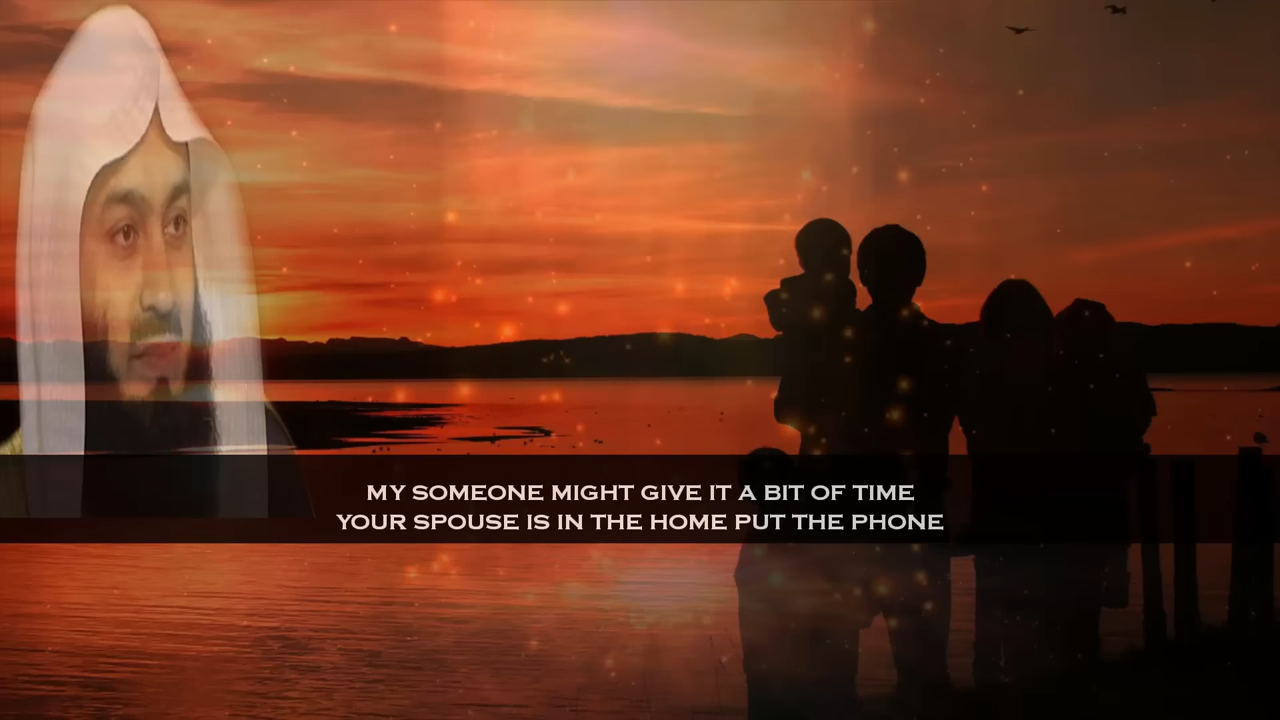 MY SOMEONE MIGHT GIVE IT A BIT OF TIME
YOUR SPOUSE IS IN THE HOME PUT THE PHONE